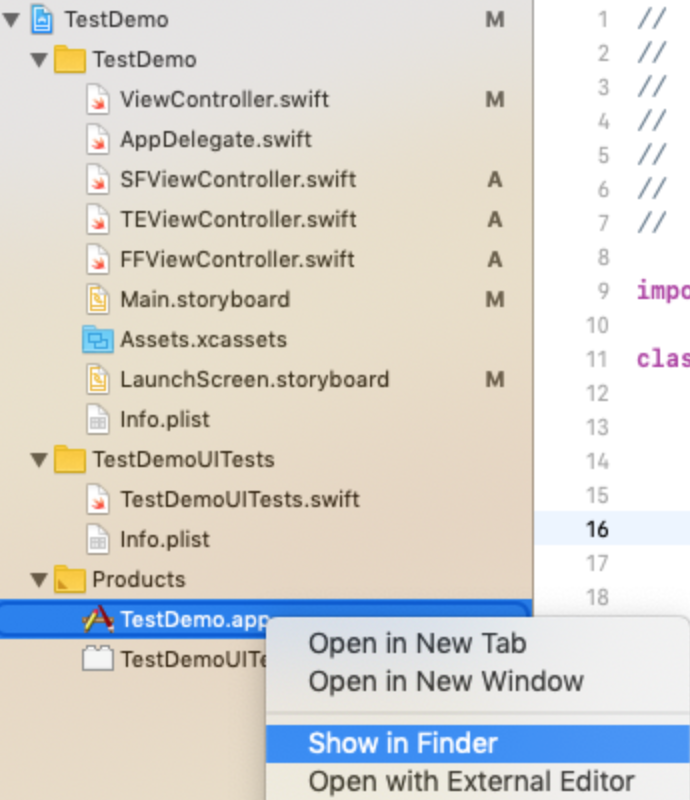 TestDemo M
TestDemo
ViewController.swift M
AppDelegate.swift
SFViewController.swift A
TEViewController.swift A
FFViewController.swift A
Main.storyboard M
Assets.xcassets
LaunchScreen.storyboard M
Info.plist
TestDemoUITests
TestDemoUITests.swift
Info.plist
Products
TestDemo.app
TestDemoUITe
1 //
2 //
3 //
4 //
5 //
6 //
7 //
8
9 impo
10
11 clas
12
13
14
15
16
17
18
Open in New Tab
Open in New Window
Show in Finder
Open with External Editor